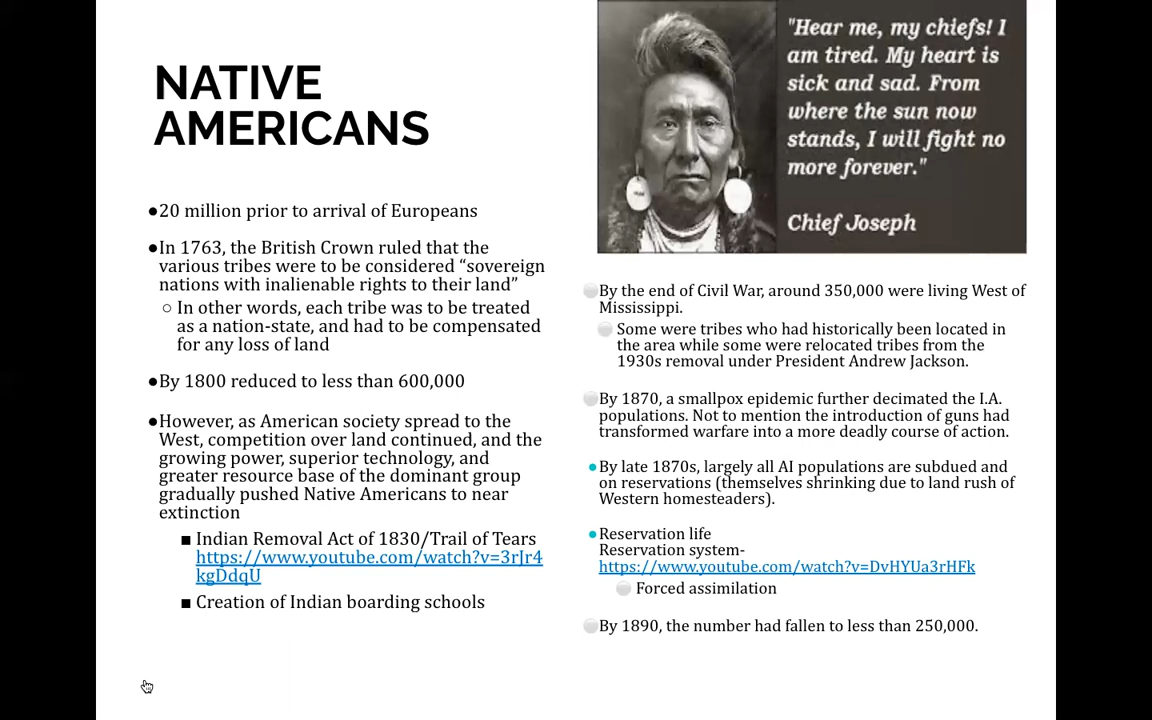 NATIVE
AMERICANS
●20 million prior to arrival of Europeans
●In 1763, the British Crown ruled that the
various tribes were to be considered “sovereign
nations with inalienable rights to their land”
○ In other words, each tribe was to be treated
as a nation-state, and had to be compensated
for any loss of land
●By 1800 reduced to less than 600,000
●However, as American society spread to the
West, competition over land continued, and the
growing power, superior technology, and
greater resource base of the dominant group
gradually pushed Native Americans to near
extinction
■ Indian Removal Act of 1830/Trail of Tears
https://www.youtube.com/watch?v=3rJr4
kgDdqU
■ Creation of Indian boarding schools
"Hear me, my chiefs! I
am tired. My heart is
sick and sad. From
where the sun now
stands, I will fight no
more forever."
Chief Joseph
By the end of Civil War, around 350,000 were living West of
Mississippi.
Some were tribes who had historically been located in
the area while some were relocated tribes from the
1930s removal under President Andrew Jackson.
By 1870, a smallpox epidemic further decimated the I.A.
populations. Not to mention the introduction of guns had
transformed warfare into a more deadly course of action.
●By late 1870s, largely all AI populations are subdued and
on reservations (themselves shrinking due to land rush of
Western homesteaders).
●Reservation life
Reservation system-
https://www.youtube.com/watch?v=DvHYUa3rHFk
Forced assimilation
By 1890, the number had fallen to less than 250,000.